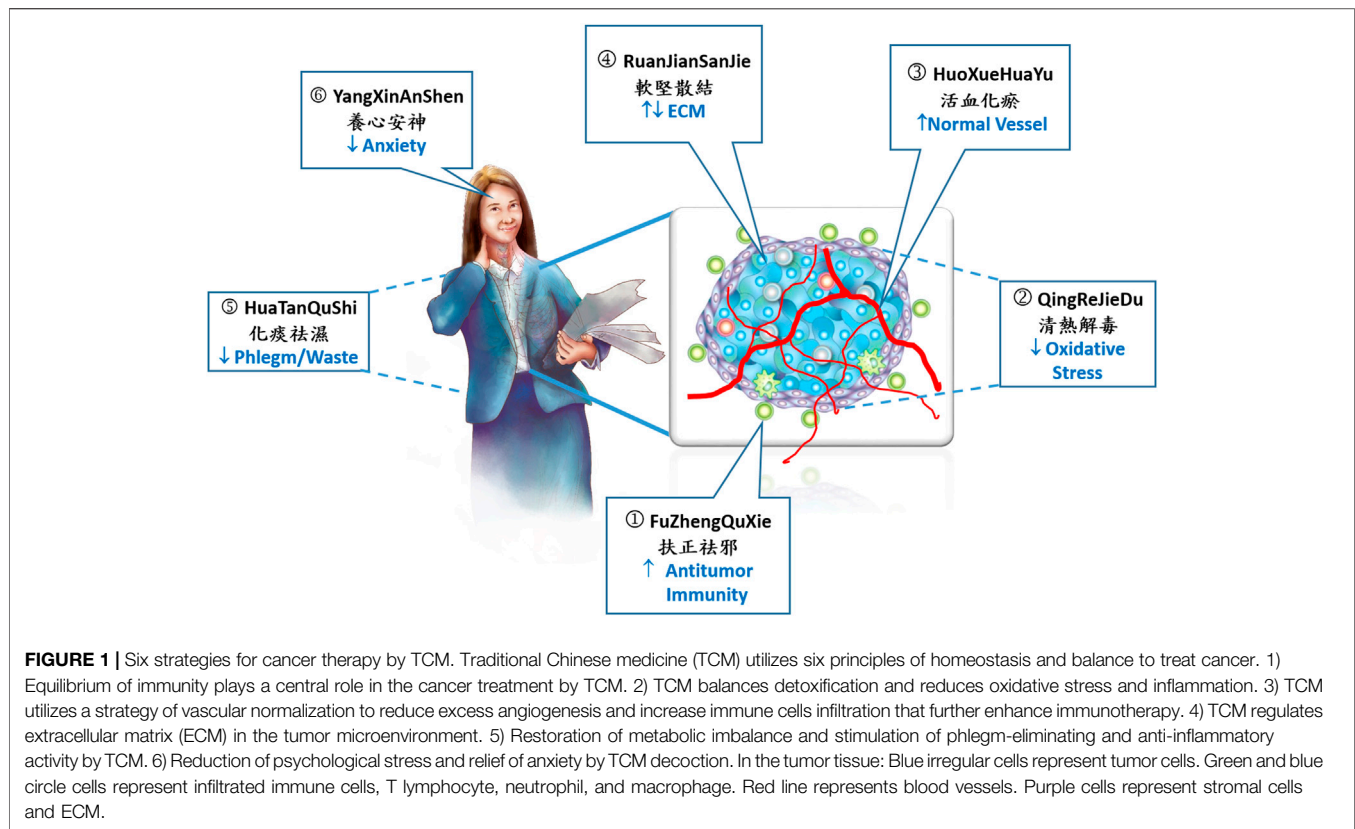 ④ RuanJianSanJie
軟堅散結
↑↓ ECM
③ HuoXueHuaYu
活血化瘀
↑Normal Vessel
⑥ YangXinAnShen
養心安神
↓ Anxiety
⑤ HuaTanQuShi
化痰祛濕
↓ Phlegm/Waste
② QingReJieDu
清熱解毒
↓ Oxidative
Stress
① FuZhengQuXie
扶正祛邪
↑ Antitumor
Immunity
FIGURE 1 | Six strategies for cancer therapy by TCM. Traditional Chinese medicine (TCM) utilizes six principles of homeostasis and balance to treat cancer. 1)
Equilibrium of immunity plays a central role in the cancer treatment by TCM. 2) TCM balances detoxification and reduces oxidative stress and inflammation. 3) TCM
utilizes a strategy of vascular normalization to reduce excess angiogenesis and increase immune cells infiltration that further enhance immunotherapy. 4) TCM regulates
extracellular matrix (ECM) in the tumor microenvironment. 5) Restoration of metabolic imbalance and stimulation of phlegm-eliminating and anti-inflammatory
activity by TCM. 6) Reduction of psychological stress and relief of anxiety by TCM decoction. In the tumor tissue: Blue irregular cells represent tumor cells. Green and blue
circle cells represent infiltrated immune cells, T lymphocyte, neutrophil, and macrophage. Red line represents blood vessels. Purple cells represent stromal cells
and ECM.